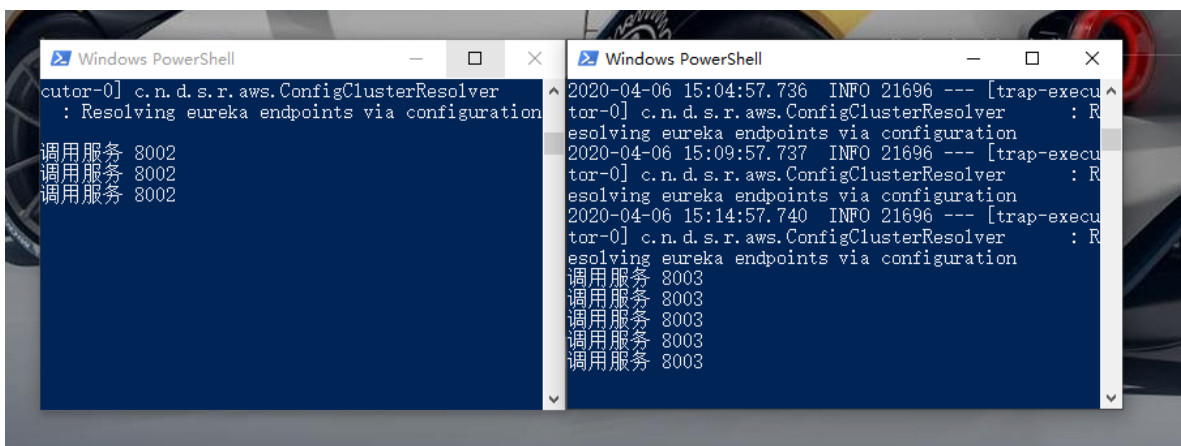 Windows PowerShell
cutor-0] c.n.d.s.r.aws.ConfigClusterResolver
: Resolving eureka endpoints via configuration
调用服务 8002
调用服务 8002
调用服务 8002
Windows PowerShell
2020-04-06 15:04:57.736  INFO 21696 --- [trap-execu
tor-0] c.n.d.s.r.aws.ConfigClusterResolver      : R
esolving eureka endpoints via configuration
2020-04-06 15:09:57.737  INFO 21696 --- [trap-execu
tor-0] c.n.d.s.r.aws.ConfigClusterResolver      : R
esolving eureka endpoints via configuration
2020-04-06 15:14:57.740  INFO 21696 --- [trap-execu
tor-0] c.n.d.s.r.aws.ConfigClusterResolver      : R
esolving eureka endpoints via configuration
调用服务 8003
调用服务 8003
调用服务 8003
调用服务 8003
调用服务 8003